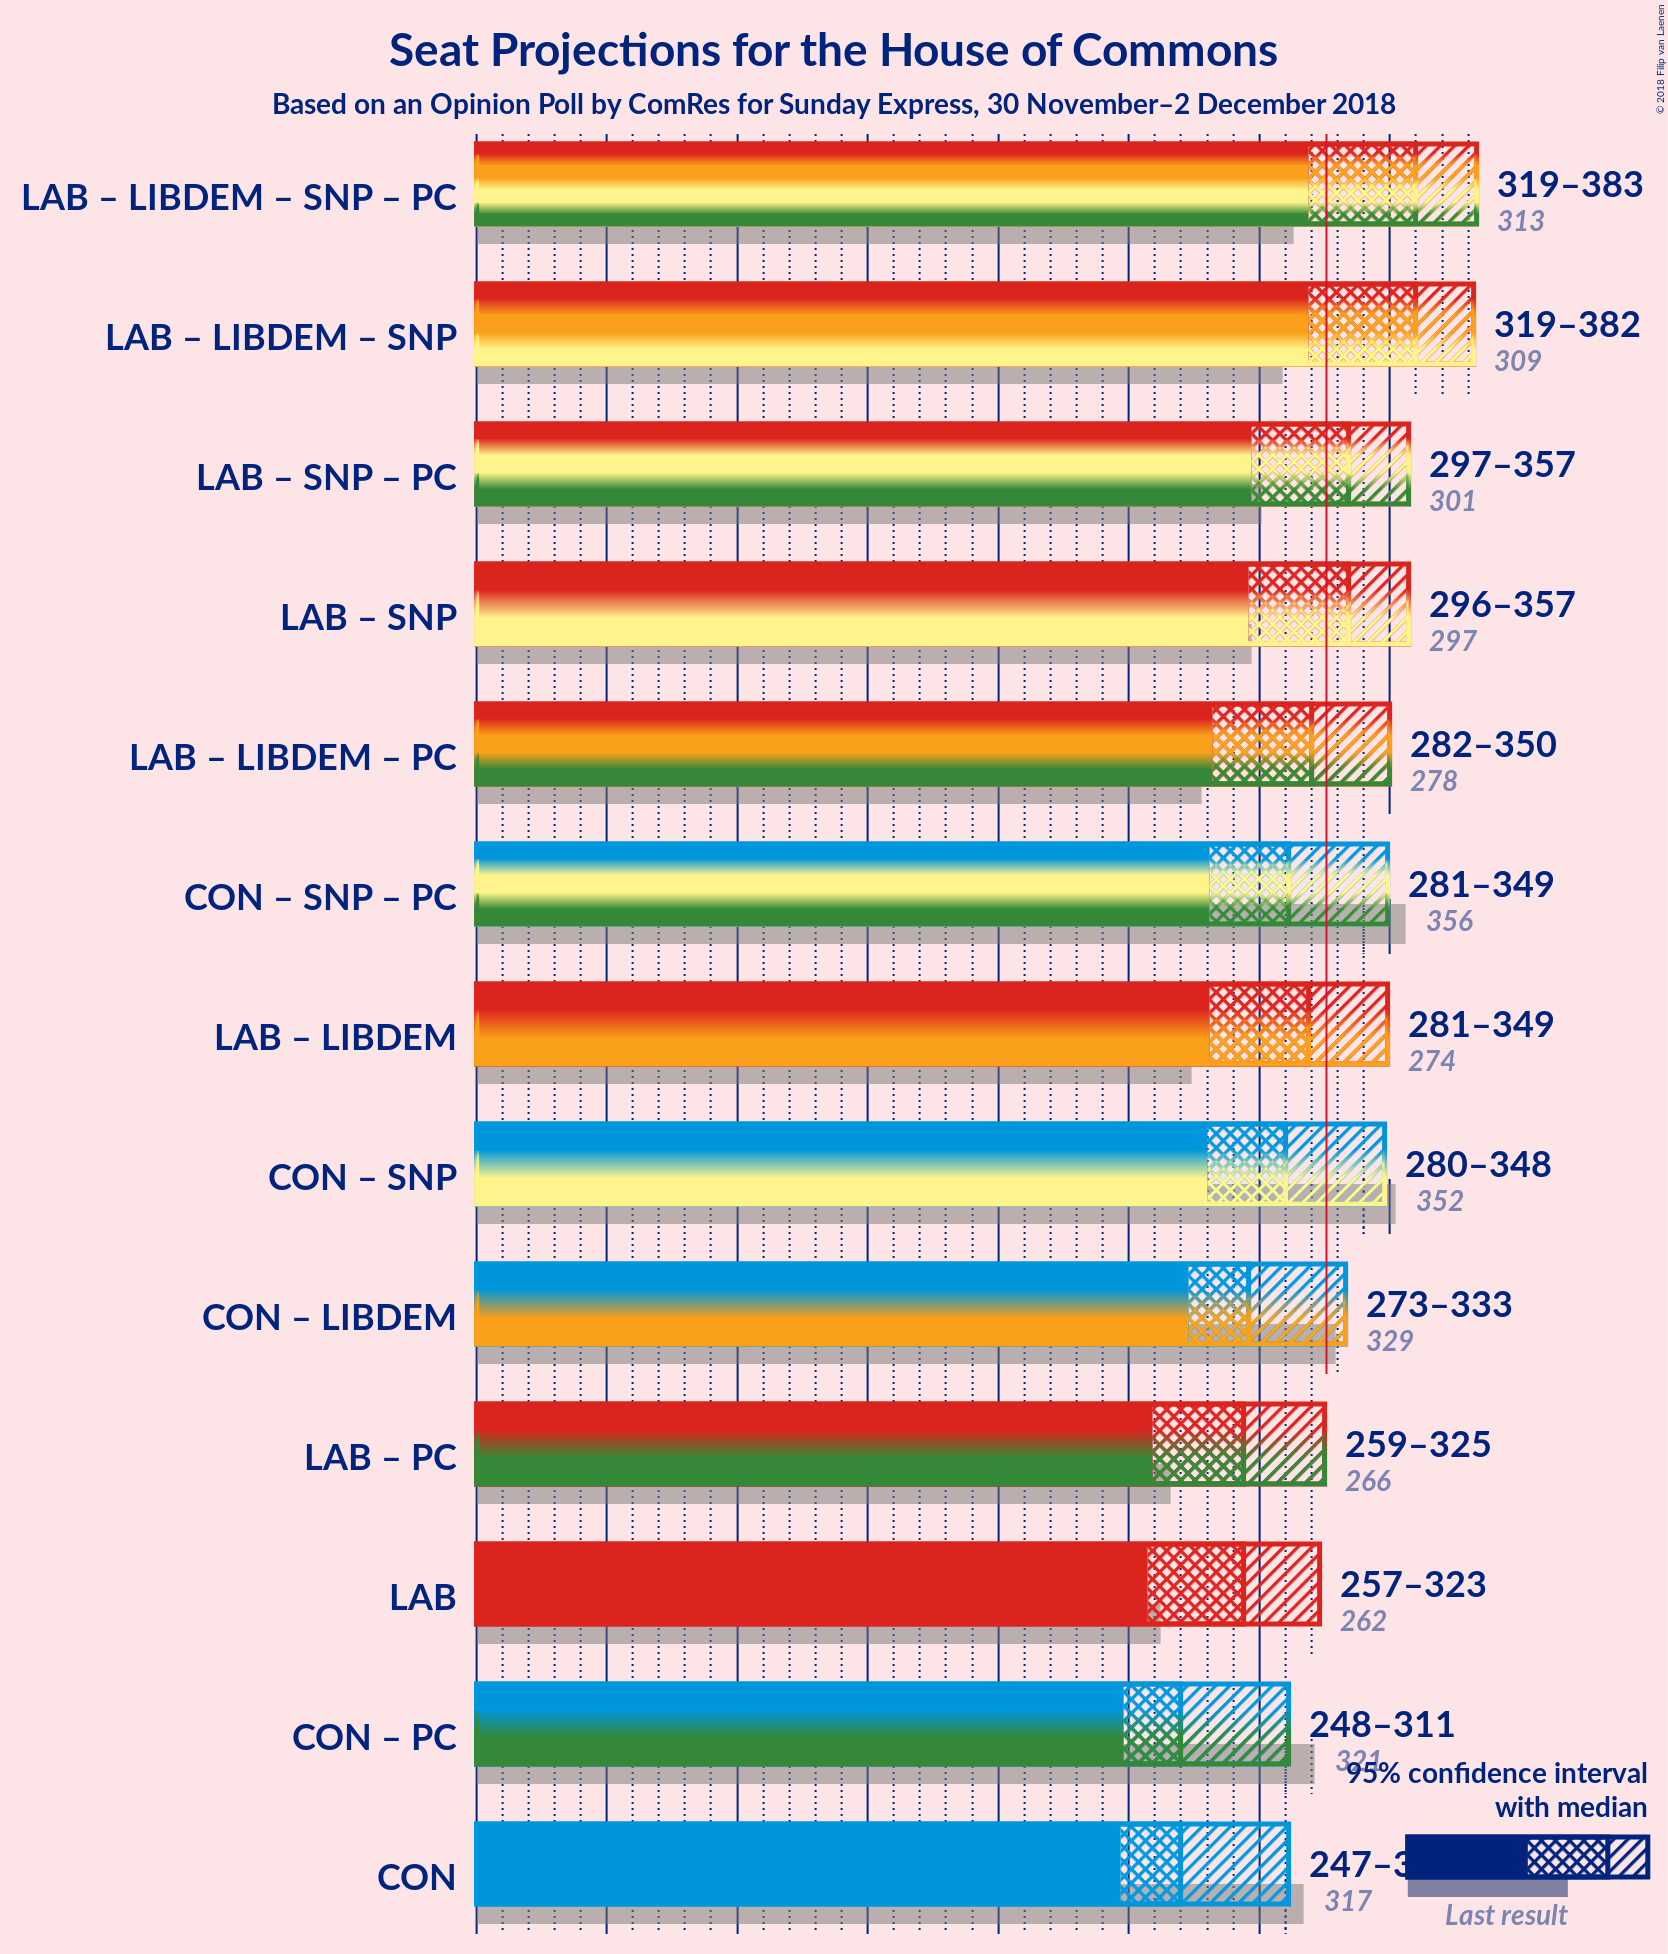 Seat Projections for the House of Commons
Based on an Opinion Poll by ComRes for Sunday Express, 30 November–2 December 2018
© 2018 Filip van Laenen
LAB – LIBDEM – SNP – PC
319–383
313
LAB – LIBDEM – SNP
319–382
309
LAB – SNP – PC
297–357
301
LAB – SNP
296–357
297
LAB – LIBDEM – PC
282–350
278
CON – SNP – PC
281–349
356
LAB – LIBDEM
281–349
274
CON – SNP
280–348
352
CON – LIBDEM
273–333
329
LAB – PC
259–325
266
LAB
257–323
262
CON – PC
248–311
321
95% confidence interval
with median
CON
247–3
317
Last result